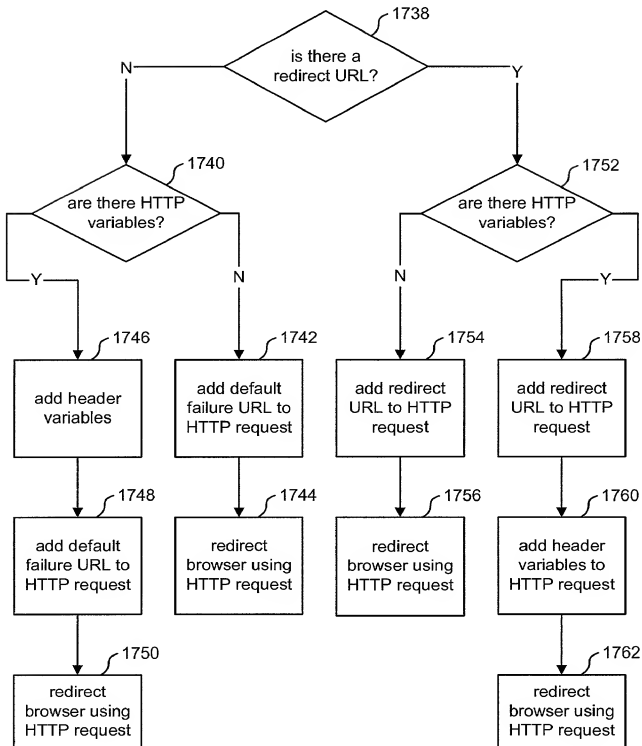 1738
is there a
redirect URL?
N
Y
1740
are there HTTP
variables?
1752
are there HTTP
variables?
Y
N
N
Y
1746
add header
variables
1742
add default
failure URL to
HTTP request
1754
add redirect
URL to HTTP
request
1758
add redirect
URL to HTTP
request
1748
add default
failure URL to
HTTP request
1744
redirect
browser using
HTTP request
1756
redirect
browser using
HTTP request
1760
add header
variables to
HTTP request
1750
redirect
browser using
HTTP request
1762
redirect
browser using
HTTP request